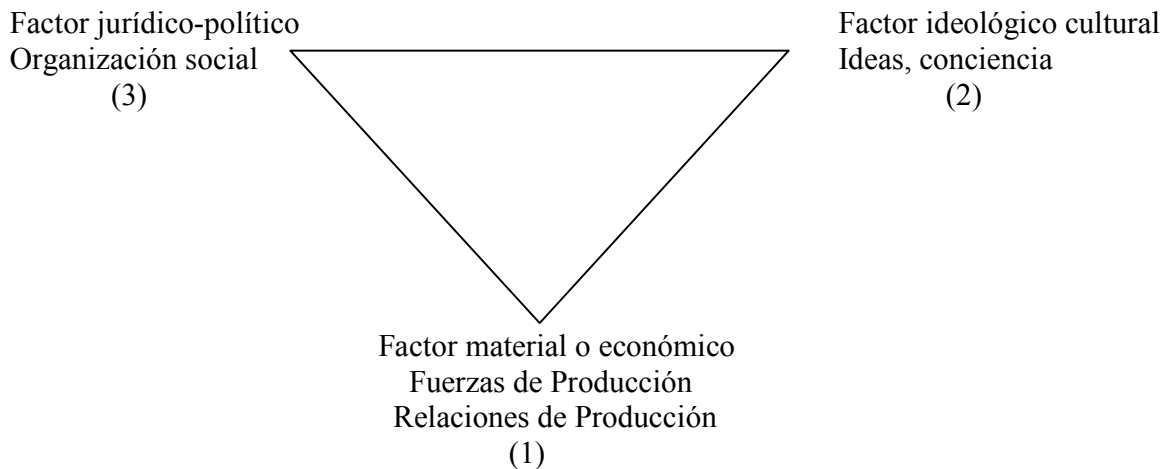 Factor jurídico-político
Organización social
(3)
Factor ideológico cultural
Ideas, conciencia
(2)
Factor material o económico
Fuerzas de Producción
Relaciones de Producción
(1)